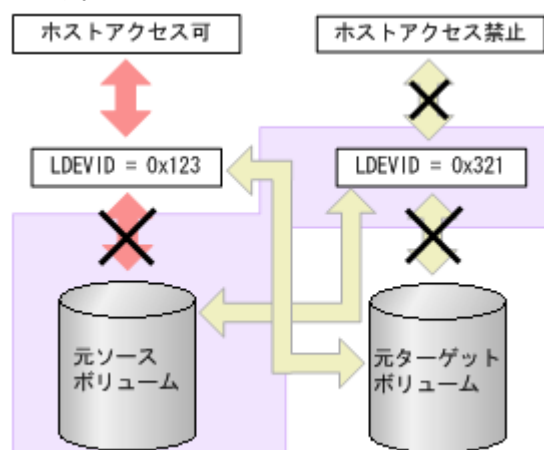 ホストアクセス可
ホストアクセス禁止
LDEVID = 0x123
LDEVID = 0x321
元ソース
ボリューム
元ターゲット
ボリューム